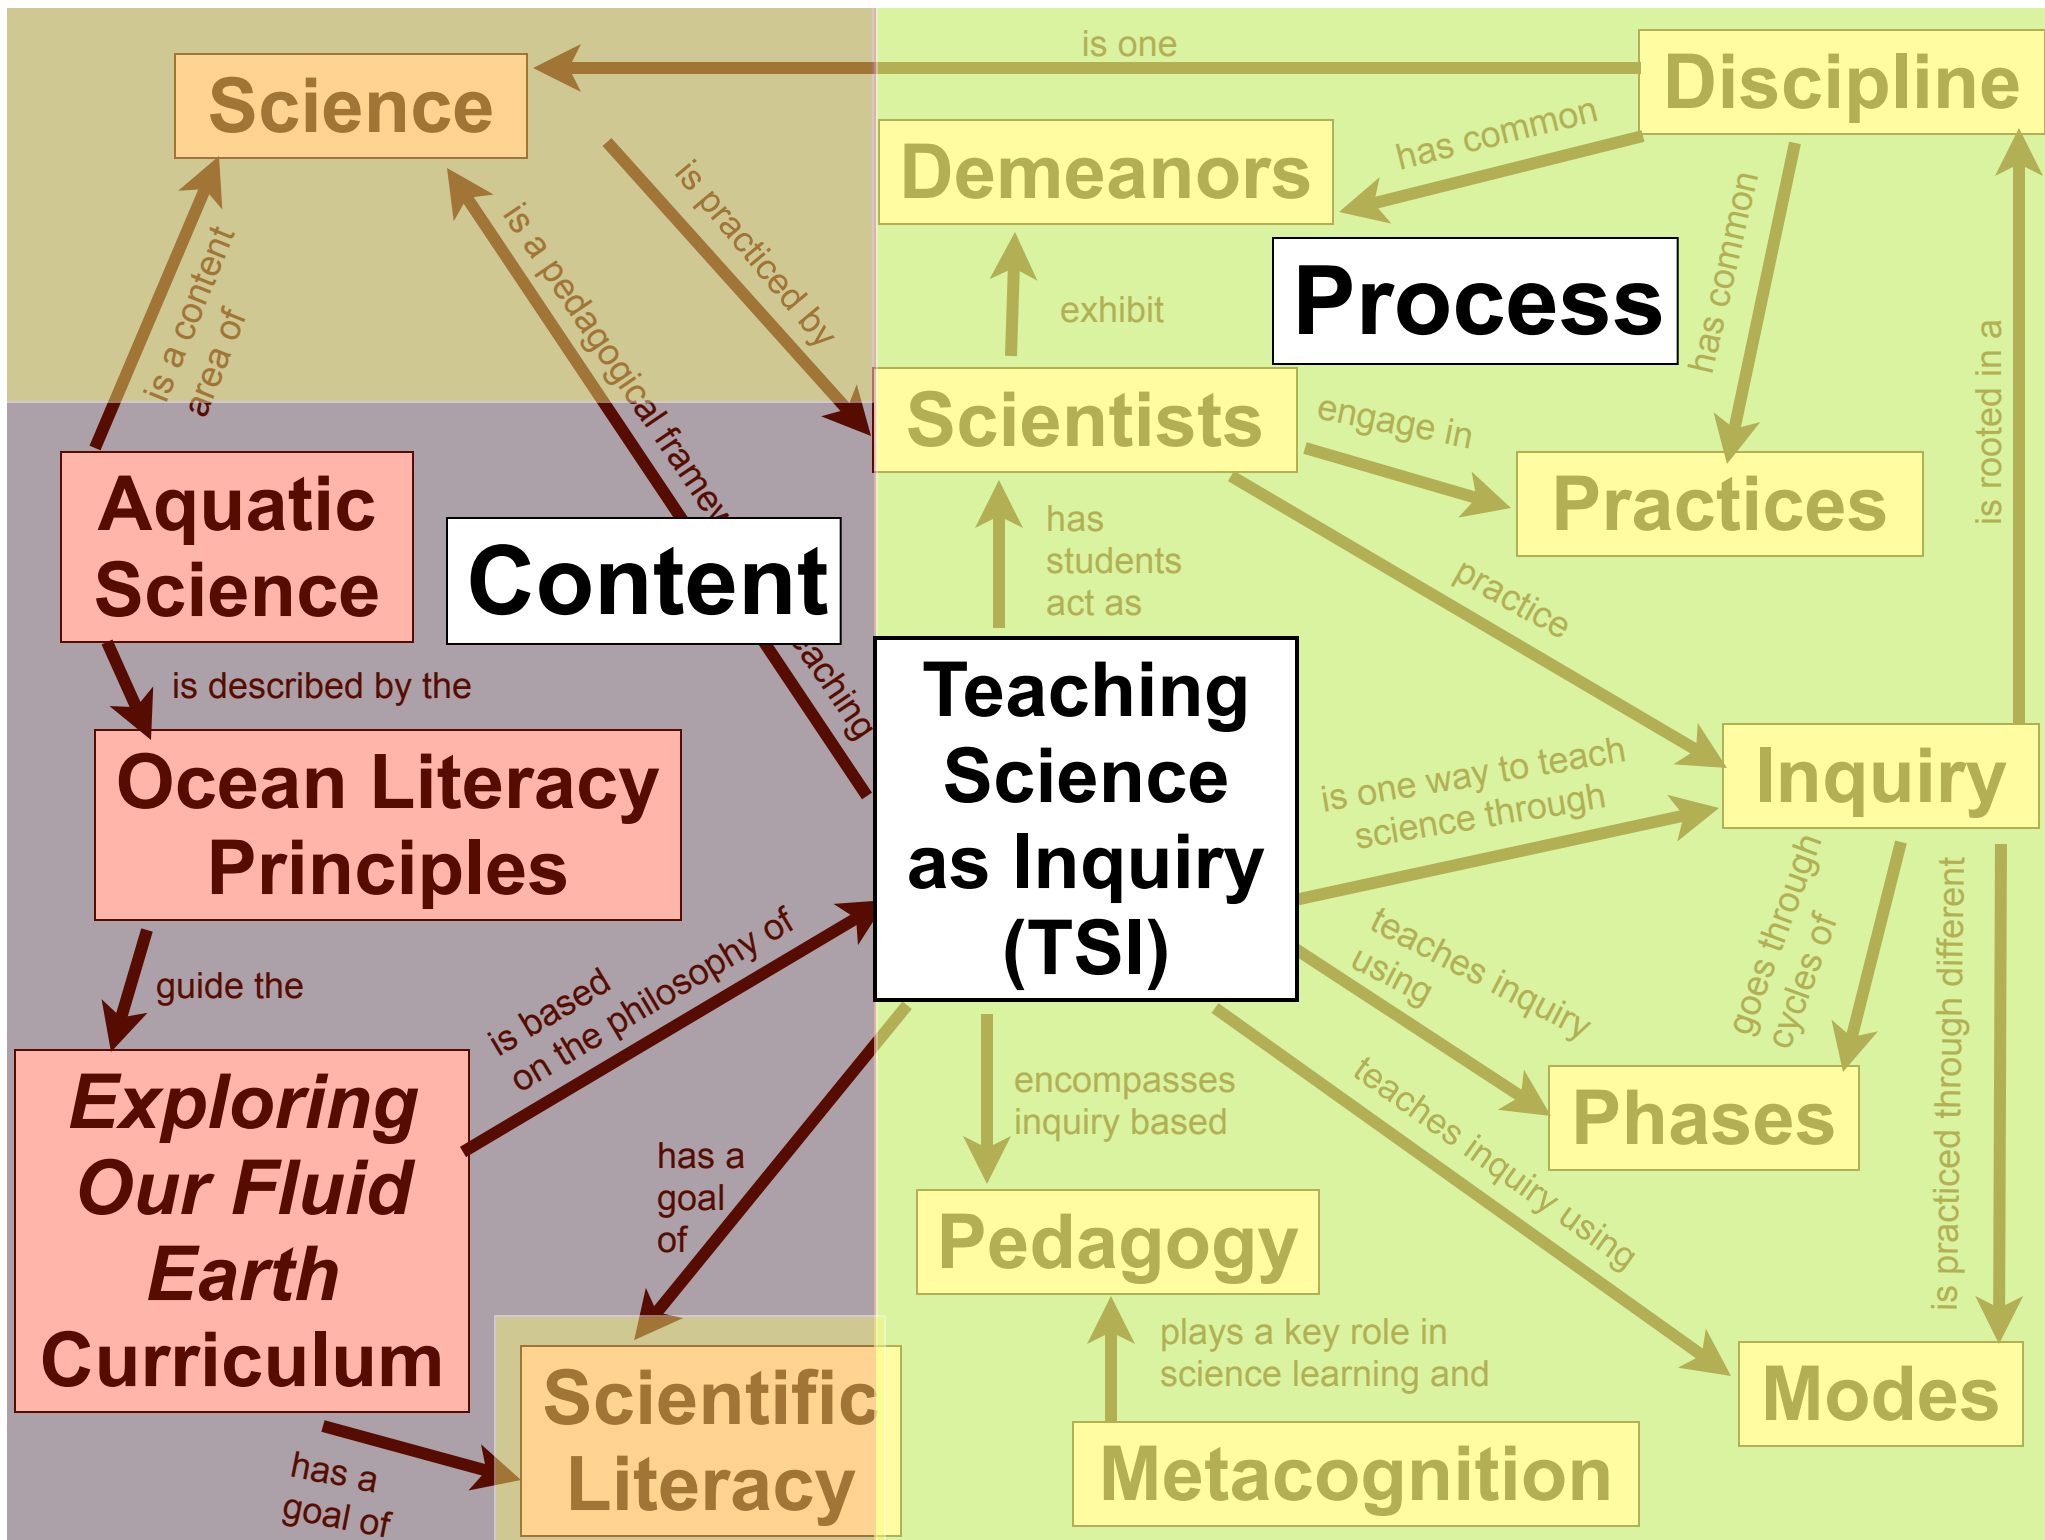 is one
Science
Discipline
has common
Demeanors
is practiced by
has common
is a content
area of
is a pedagogical
exhibit
Process
is rooted in a
Scientists
engage in
Aquatic
Science
Practices
Content
has
students
act as
practice
is described by the
eaching
Teaching
Science
as Inquiry
(TSI)
Ocean Literacy
Principles
is one way to teach
science through
Inquiry
guide the
is based
on the philosophy of
teaches inquiry
using
goes through
cycles of
is practiced through different
Exploring
Our Fluid
Earth
Curriculum
has a
goal
of
encompasses
inquiry based
teaches inquiry using
Phases
Pedagogy
plays a key role in
science learning and
Scientific
Literacy
Modes
Metacognition
has a
goal of